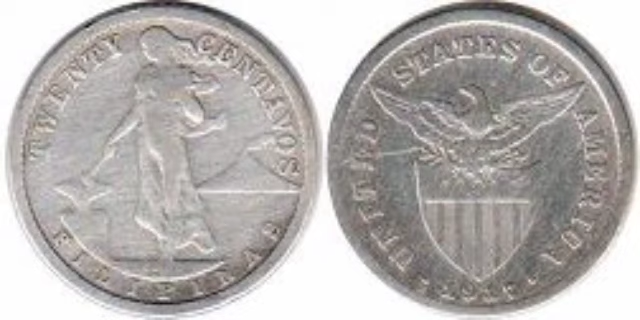 TWENTY CENTAVOS
FILIPINAS
UNITED STATES OF AMERICA